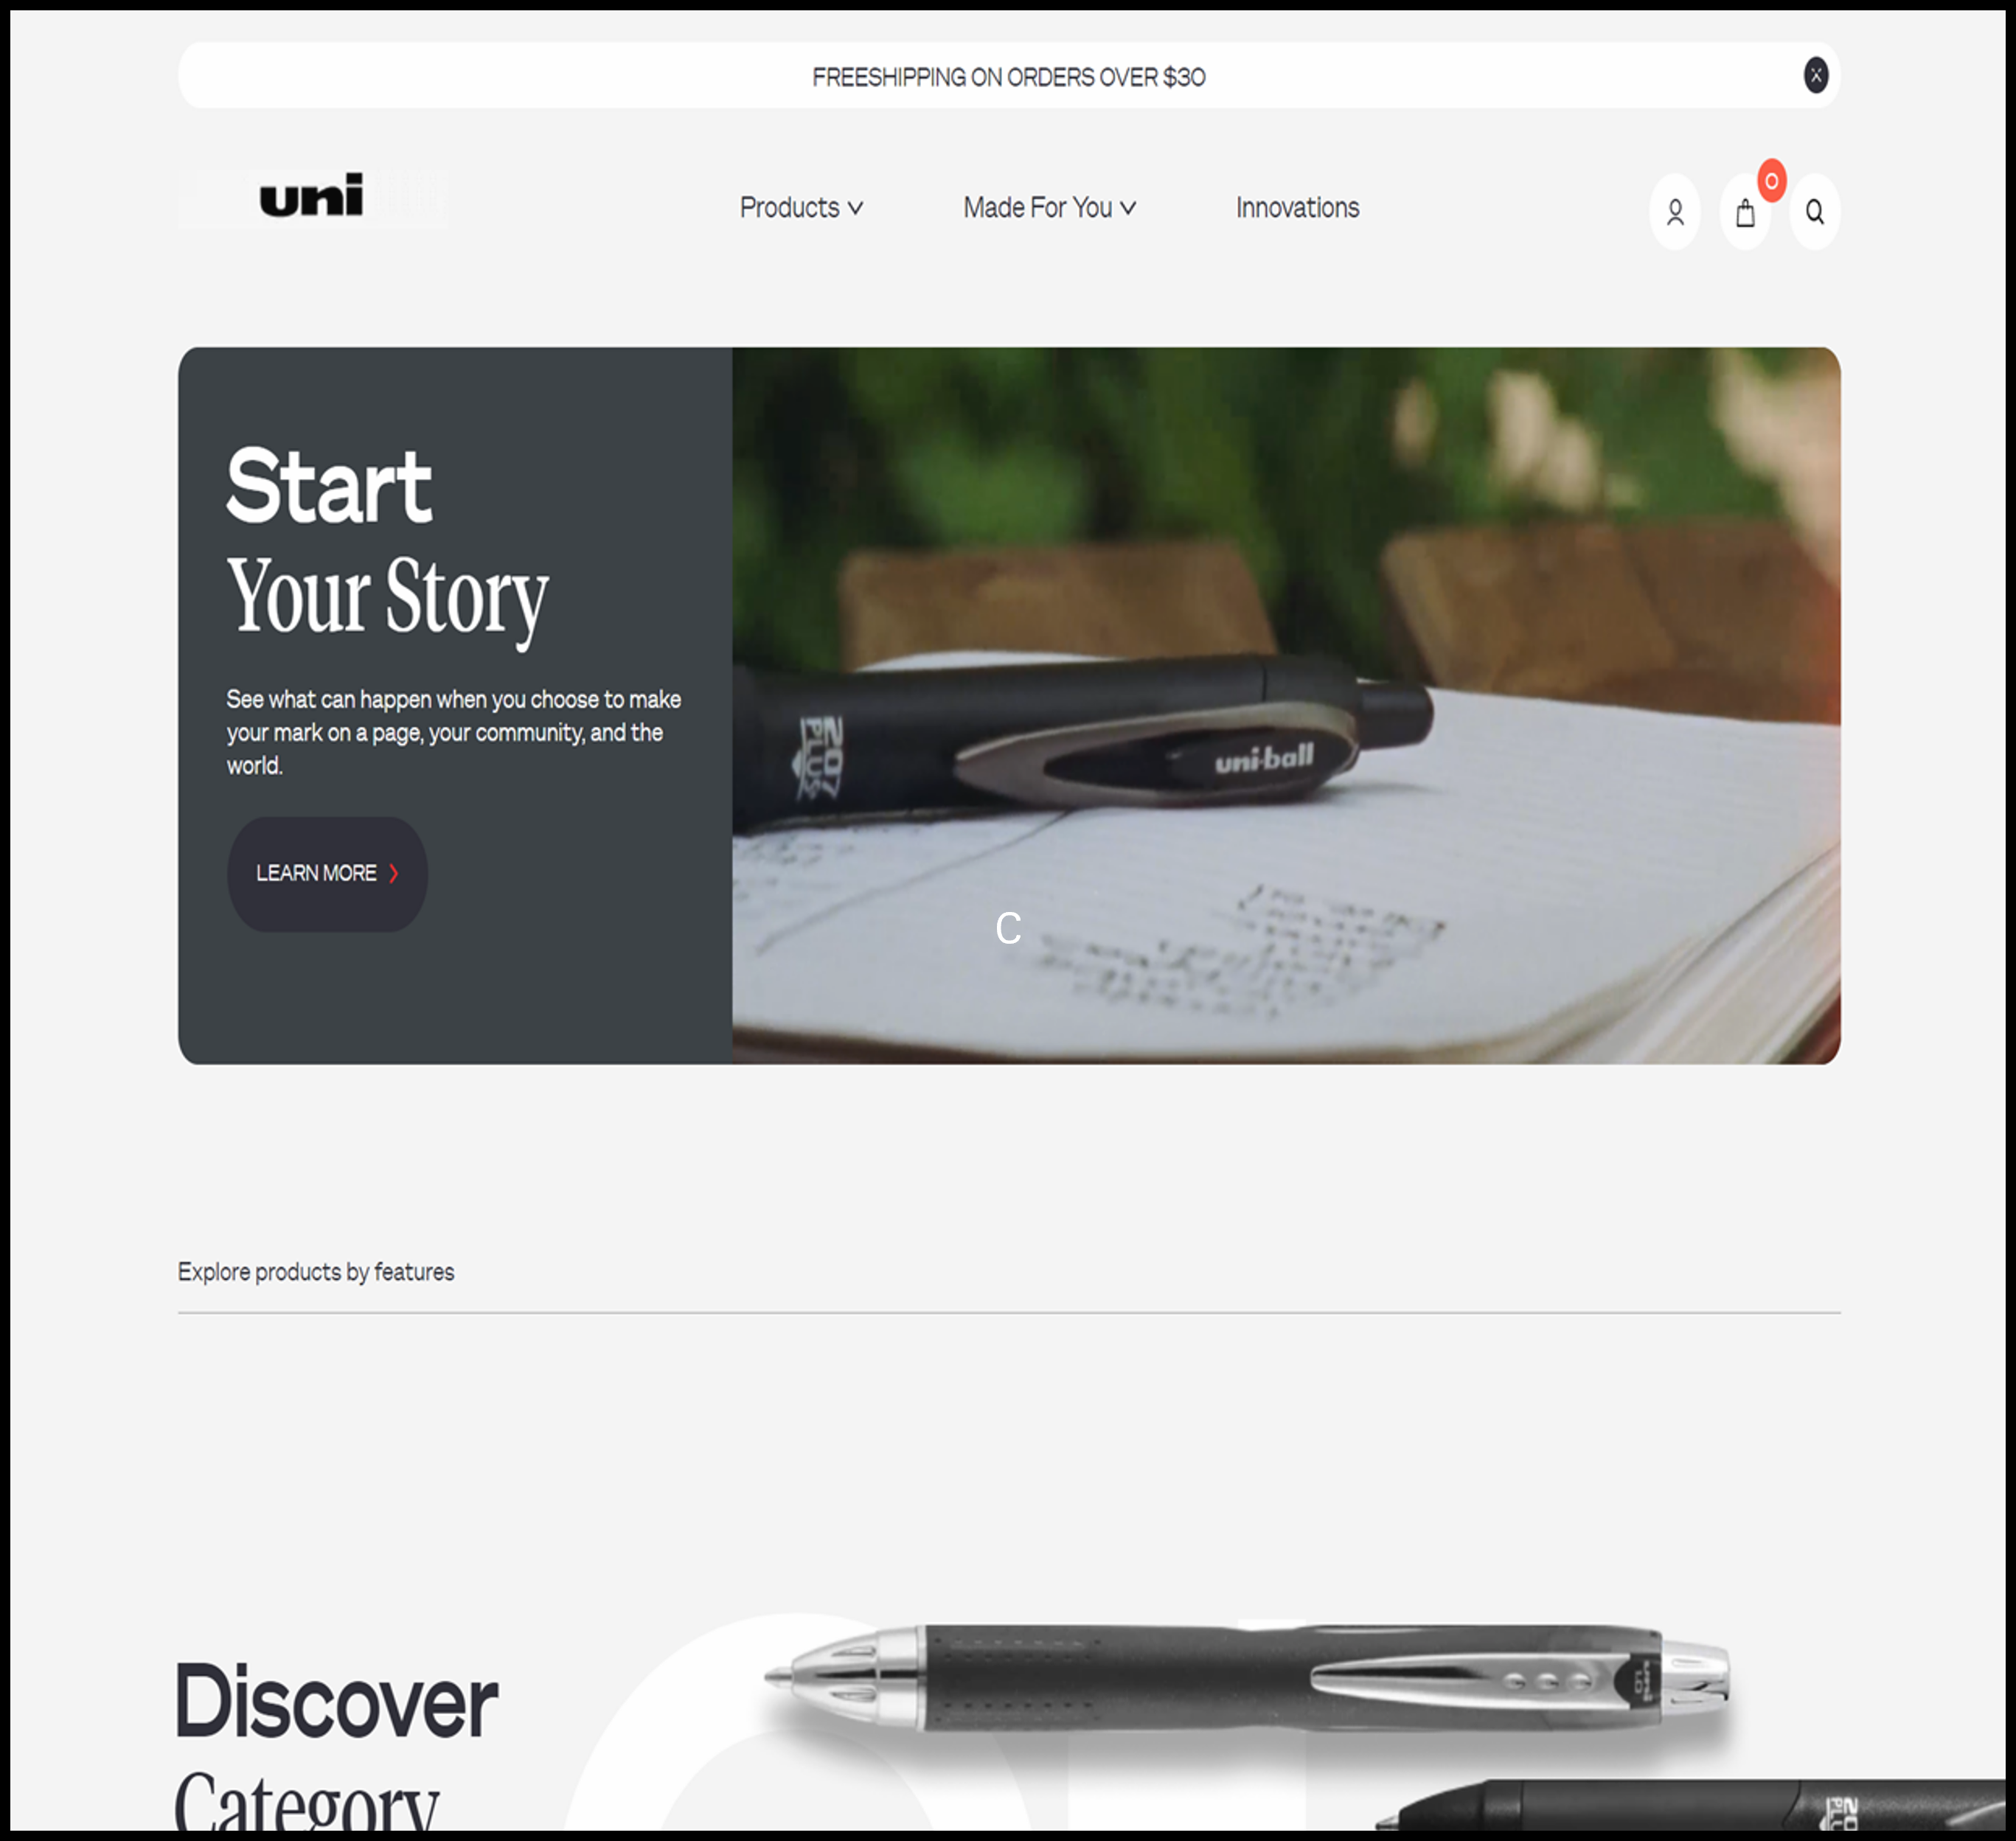 FREESHIPPING ON ORDERS OVER $30
uni
Products
Made For You
Innovations
0
Start
Your Story
See what can happen when you choose to make
your mark on a page, your community, and the
world.
LEARN MORE
207
PLUS
uni-ball
C
Explore products by features
Discover
Category